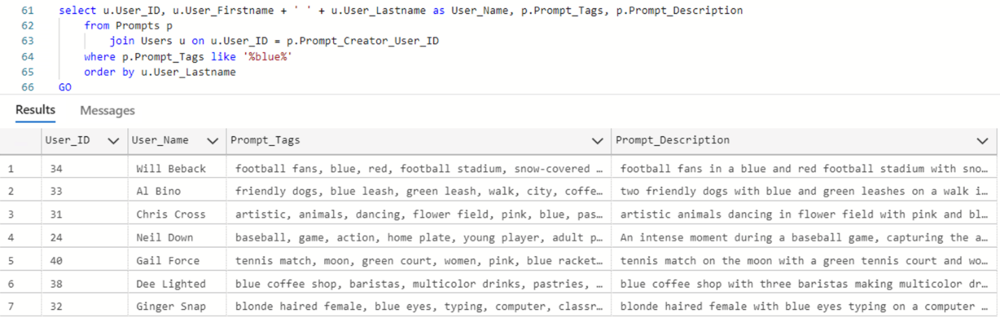 61 select u.User_ID, u.User_Firstname + ' ' + u.User_Lastname as User_Name, p.Prompt_Tags, p.Prompt_Description
62 from Prompts p
63 join Users u on u.User_ID = p.Prompt_Creator_User_ID
64 where p.Prompt_Tags like '%blue%'
65 order by u.User_Lastname
66 GO
Results Messages
User_ID User_Name Prompt_Tags Prompt_Description
1 34 Will Beback football fans, blue, red, football stadium, snow-covered … football fans in a blue and red football stadium with sno…
2 33 Al Bino friendly dogs, blue leash, green leash, walk, city, coffe… two friendly dogs with blue and green leashes on a walk i…
3 31 Chris Cross artistic, animals, dancing, flower field, pink, blue, pas… artistic animals dancing in flower field with pink and bl…
4 24 Neil Down baseball, game, action, home plate, young player, adult p… An intense moment during a baseball game, capturing the a…
5 40 Gail Force tennis match, moon, green court, women, pink, blue racket… tennis match on the moon with a green tennis court and wo…
6 38 Dee Lighted blue coffee shop, baristas, multicolor drinks, pastries, … blue coffee shop with three baristas making multicolor dr…
7 32 Ginger Snap blonde haired female, blue eyes, typing, computer, classr… blonde haired female with blue eyes typing on a computer …